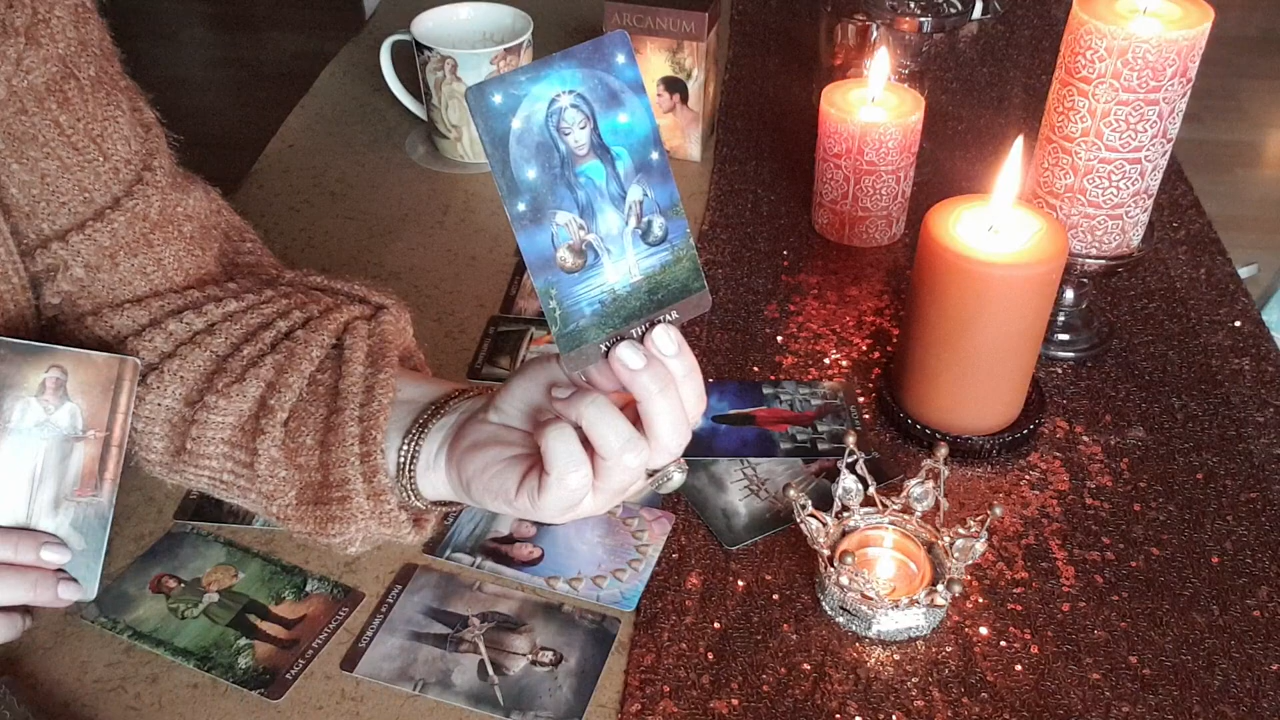 ARCANUM
XVII • THE STAR
PAGE OF PENTACLES
PAGE OF SWORDS